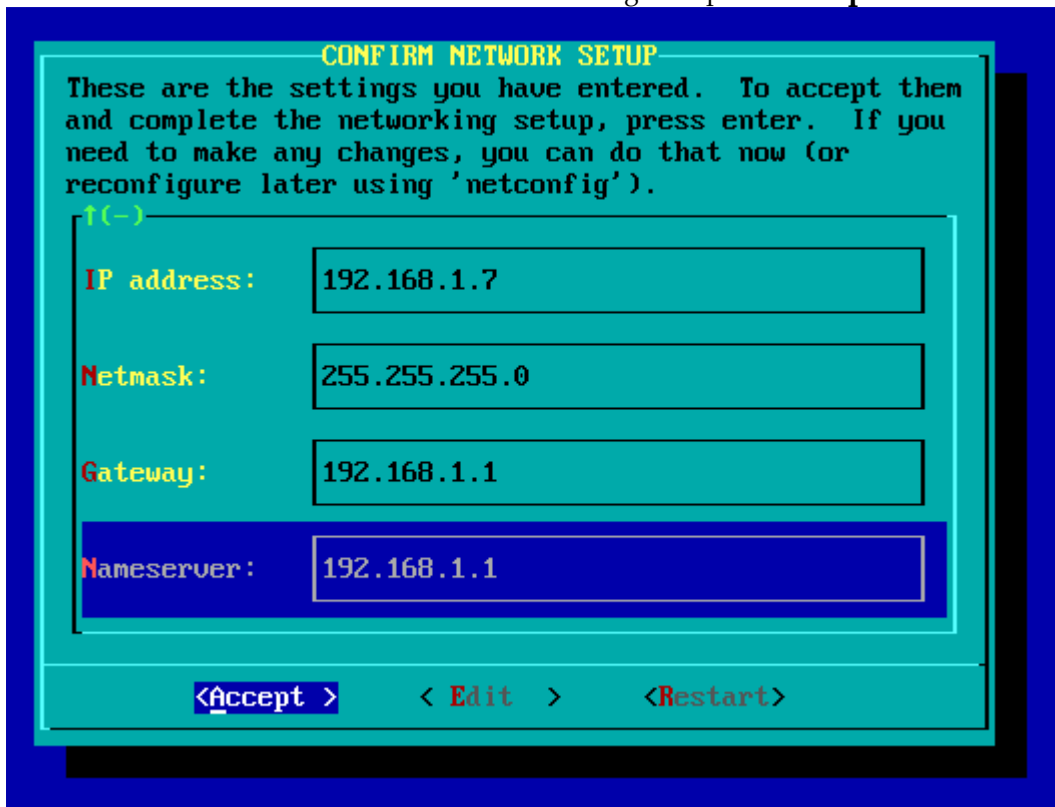 CONFIRM NETWORK SETUP
These are the settings you have entered.  To accept them
and complete the networking setup, press enter.  If you
need to make any changes, you can do that now (or
reconfigure later using 'netconfig').
↑(-)
IP address: 192.168.1.7
Netmask: 255.255.255.0
Gateway: 192.168.1.1
Nameserver: 192.168.1.1
<Accept > < Edit > <Restart>